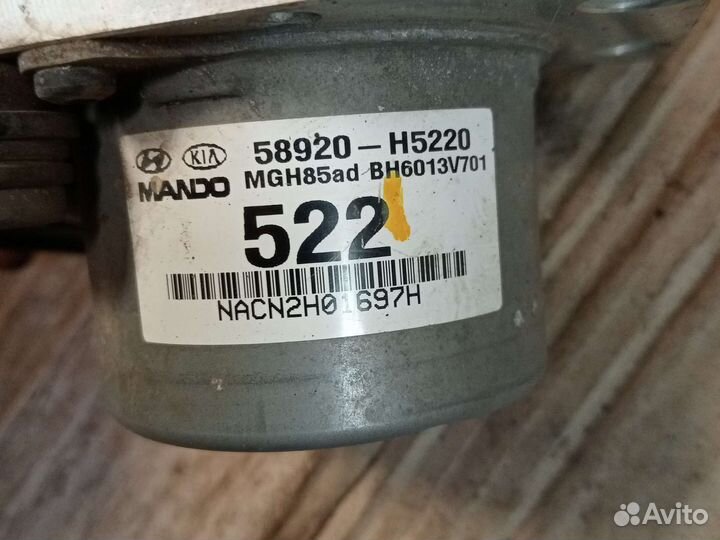 KIA 58920-H5220
MANDO MGH85ad BH6013V701
522
NACN2H01697H
Avito